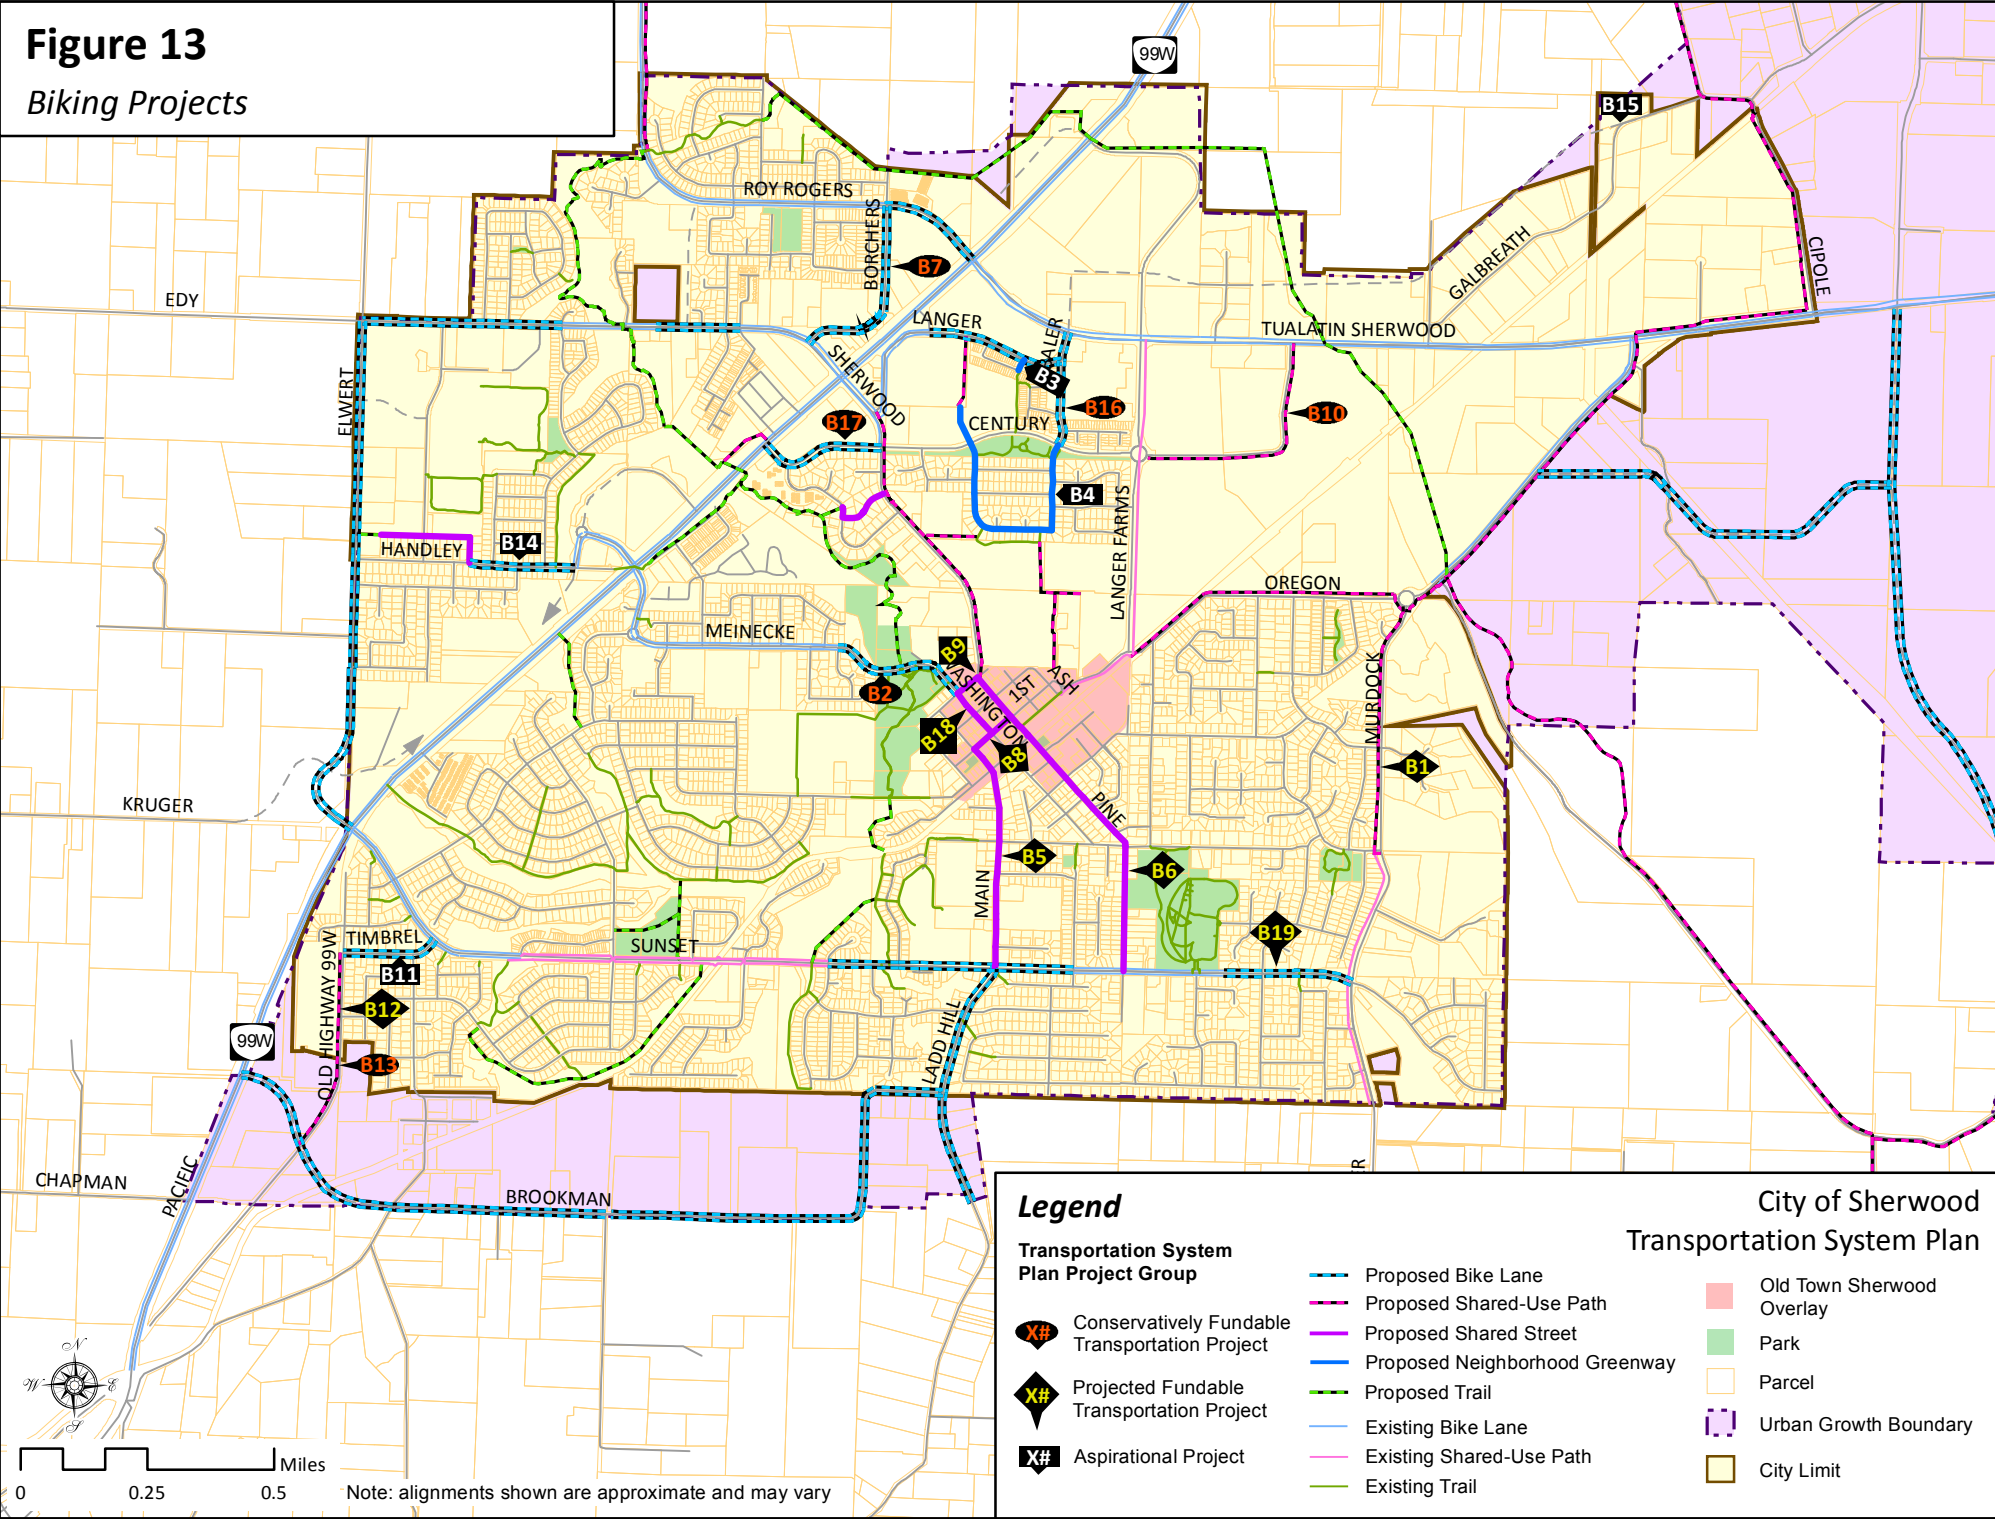 Figure 13
Biking Projects
99W
B15
ROY ROGERS
BORCHERS
B7
GALBREATH
CIPOLE
EDY
LANGER
BALER
TUALATIN SHERWOOD
SHERWOOD
B3
ELWERT
B17
CENTURY
B16
B10
B4
HANDLEY
B14
LANGER FARMS
OREGON
MEINECKE
B9
WASHINGTON
1ST
ASH
B2
MURDOCK
B18
B8
B1
KRUGER
PINE
B5
B6
MAIN
TIMBREL
SUNSET
B19
B11
OLD HIGHWAY 99W
B12
99W
LADD HILL
B13
CHAPMAN
PACIFIC
BROOKMAN
ER
Legend
City of Sherwood
Transportation System Plan
Transportation System
Plan Project Group
X#
Conservatively Fundable
Transportation Project
X#
Projected Fundable
Transportation Project
X#
Aspirational Project
Proposed Bike Lane
Proposed Shared-Use Path
Proposed Shared Street
Proposed Neighborhood Greenway
Proposed Trail
Existing Bike Lane
Existing Shared-Use Path
Existing Trail
Old Town Sherwood
Overlay
Park
Parcel
Urban Growth Boundary
City Limit
N
W
E
S
Miles
0 0.25 0.5
Note: alignments shown are approximate and may vary